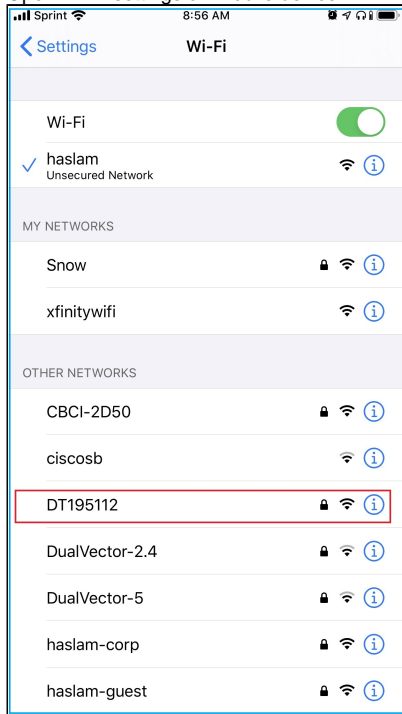 Sprint 8:56 AM
Settings Wi-Fi
Wi-Fi
haslam
Unsecured Network
MY NETWORKS
Snow
xfinitywifi
OTHER NETWORKS
CBCI-2D50
ciscosb
DT195112
DualVector-2.4
DualVector-5
haslam-corp
haslam-guest